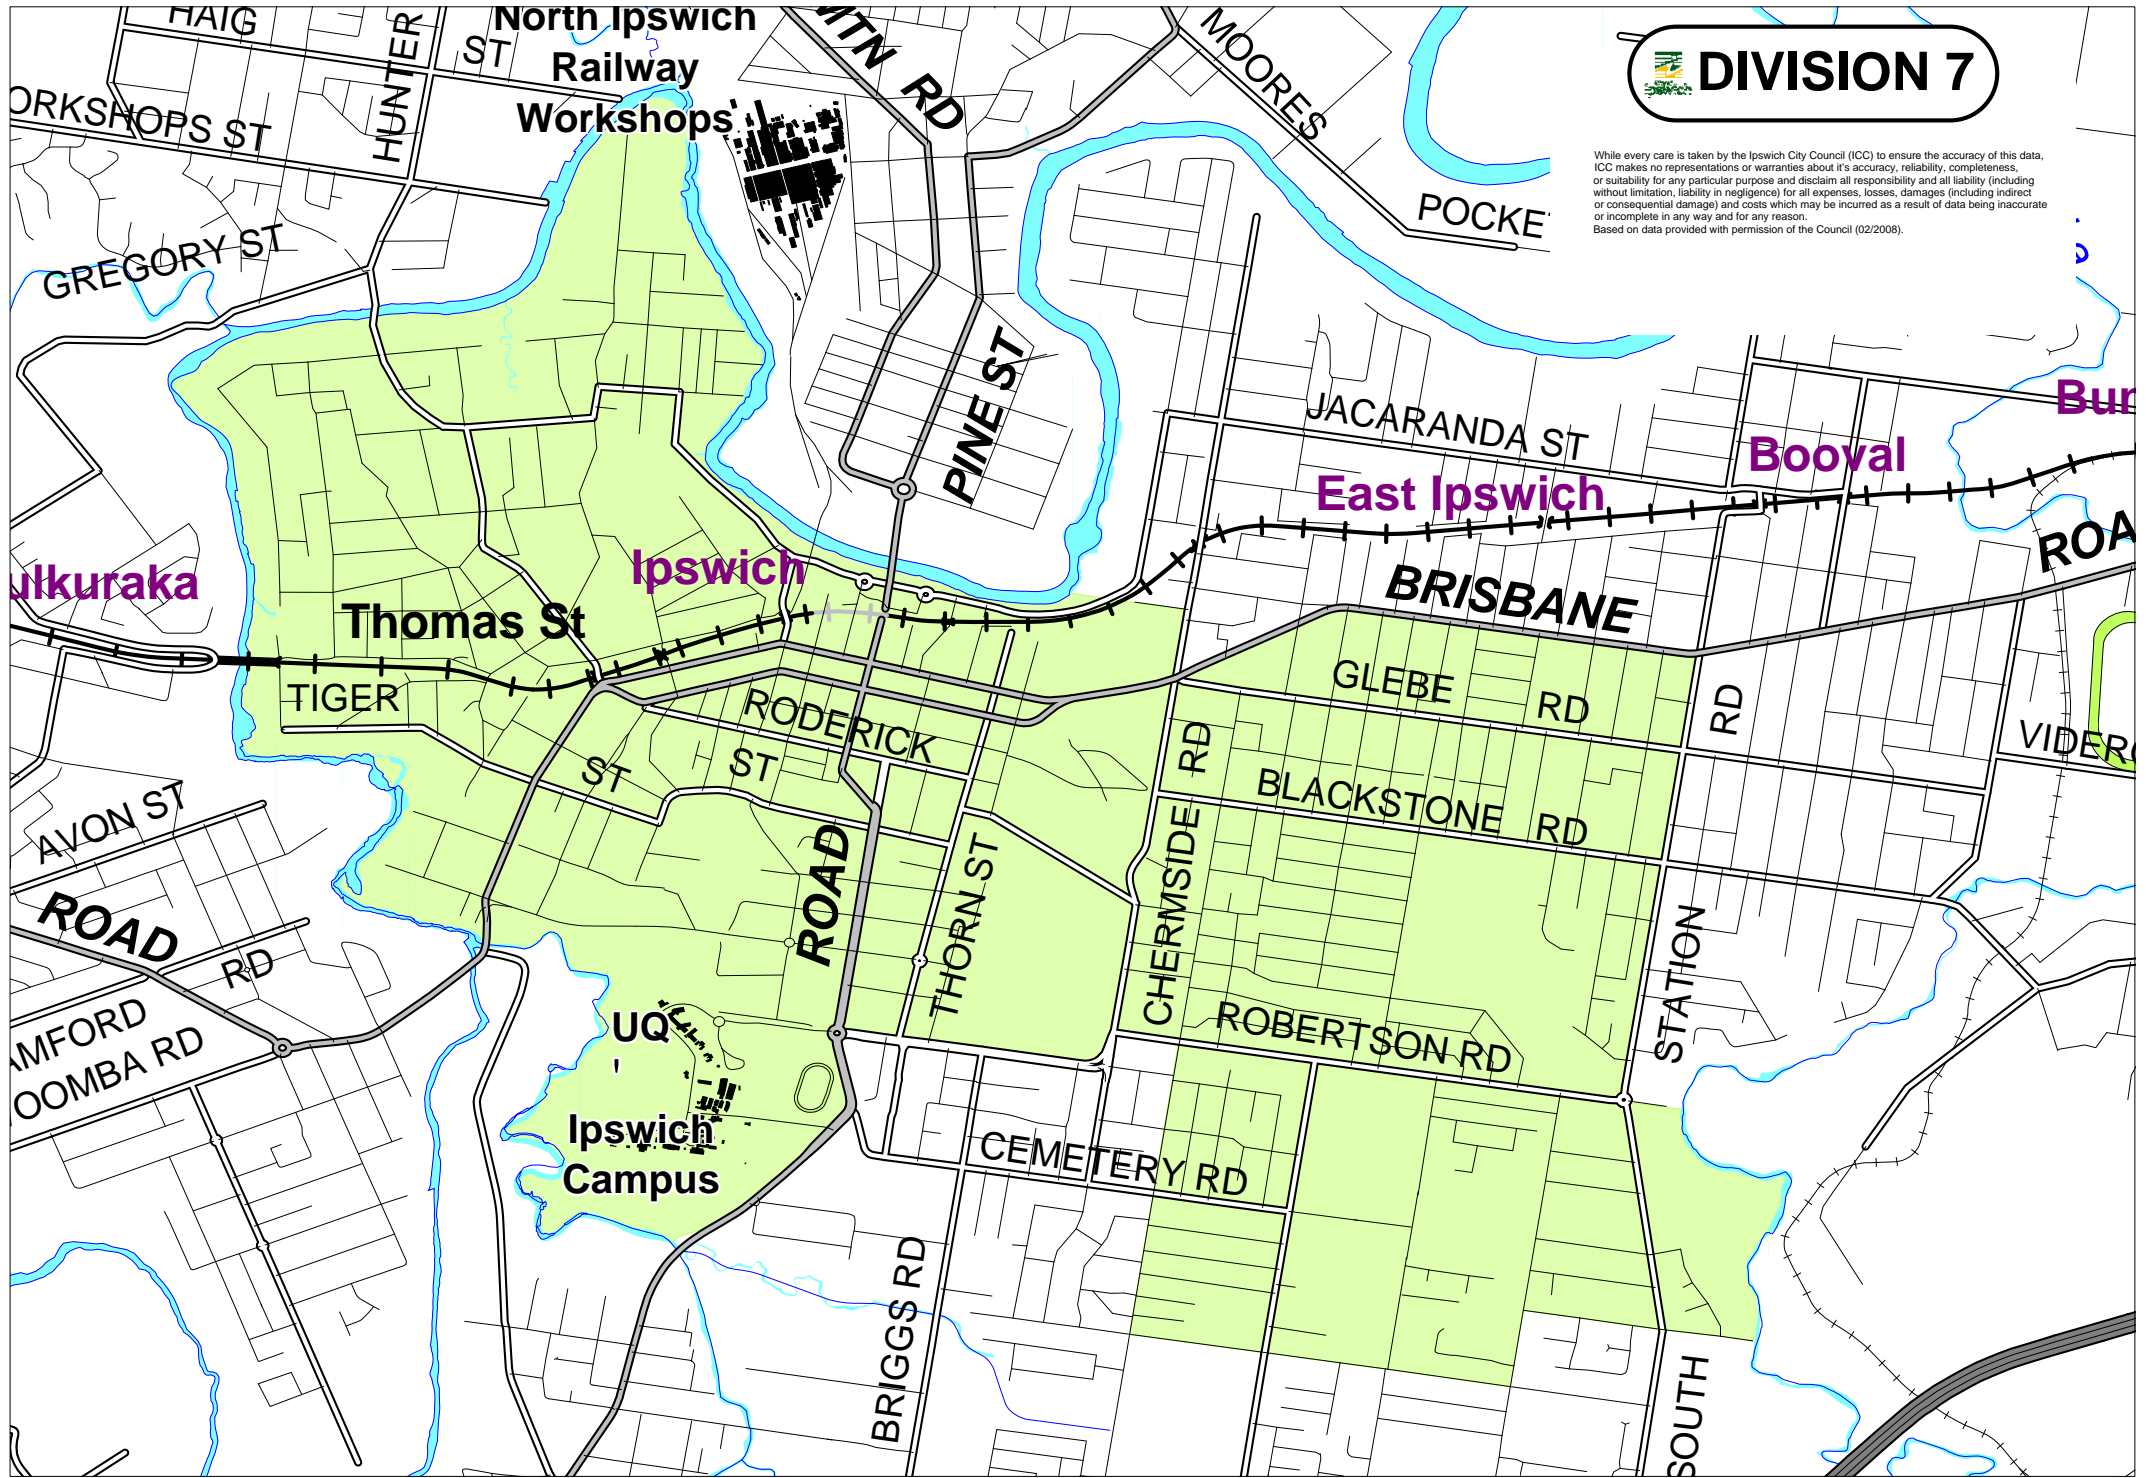 HAIG
ST
HUNTER
North Ipswich
Railway
Workshops
MTN RD
MOORES
DIVISION 7
While every care is taken by the Ipswich City Council (ICC) to ensure the accuracy of this data,
ICC makes no representations or warranties about it's accuracy, reliability, completeness,
or suitability for any particular purpose and disclaim all responsibility and all liability (including
without limitation, liability in negligence) for all expenses, losses, damages (including indirect
or consequential damage) and costs which may be incurred as a result of data being inaccurate
or incomplete in any way and for any reason.
Based on data provided with permission of the Council (02/2008).
ORKSHOPS ST
POCKE
GREGORY ST
PINE ST
JACARANDA ST
Bun
Booval
East Ipswich
ROA
Ipswich
ulkuraka
BRISBANE
Thomas St
TIGER
GLEBE
RD
RODERICK
RD
RD
VIDERO
ST
ST
BLACKSTONE
RD
AVON ST
ROAD
THORN ST
CHERMSIDE
ROAD
RD
STATION
AMFORD
OOMBA RD
UQ
'
Ipswich
Campus
ROBERTSON RD
CEMETERY RD
BRIGGS RD
SOUTH